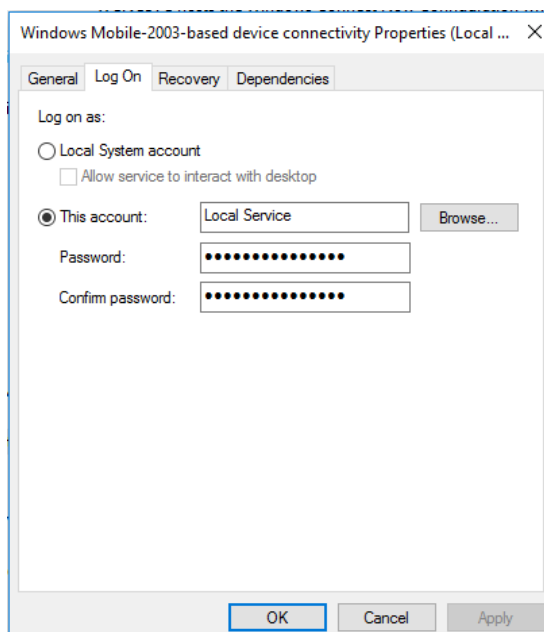 Windows Mobile-2003-based device connectivity Properties (Local ...
General Log On Recovery Dependencies
Log on as:
Local System account
Allow service to interact with desktop
This account: Local Service Browse...
Password: •••••••••••••••
Confirm password: •••••••••••••••
OK Cancel Apply